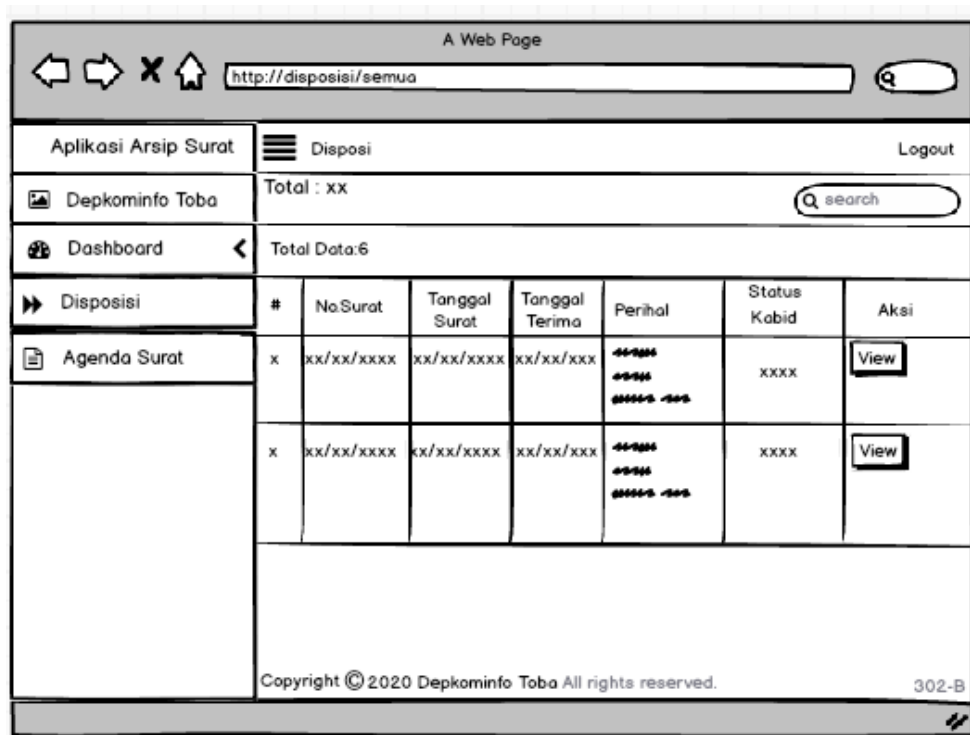 A Web Page
http://disposisi/semua
Aplikasi Arsip Surat
Disposi
Logout
Depkominfo Toba
Total : xx
search
Dashboard
Total Data:6
Disposisi
# No.Surat Tanggal Surat Tanggal Terima Perihal Status Kabid Aksi
Agenda Surat
x xx/xx/xxxx xx/xx/xxxx xx/xx/xxx xxxx View
x xx/xx/xxxx xx/xx/xxxx xx/xx/xxx xxxx View
Copyright ©2020 Depkominfo Toba All rights reserved.
302-B